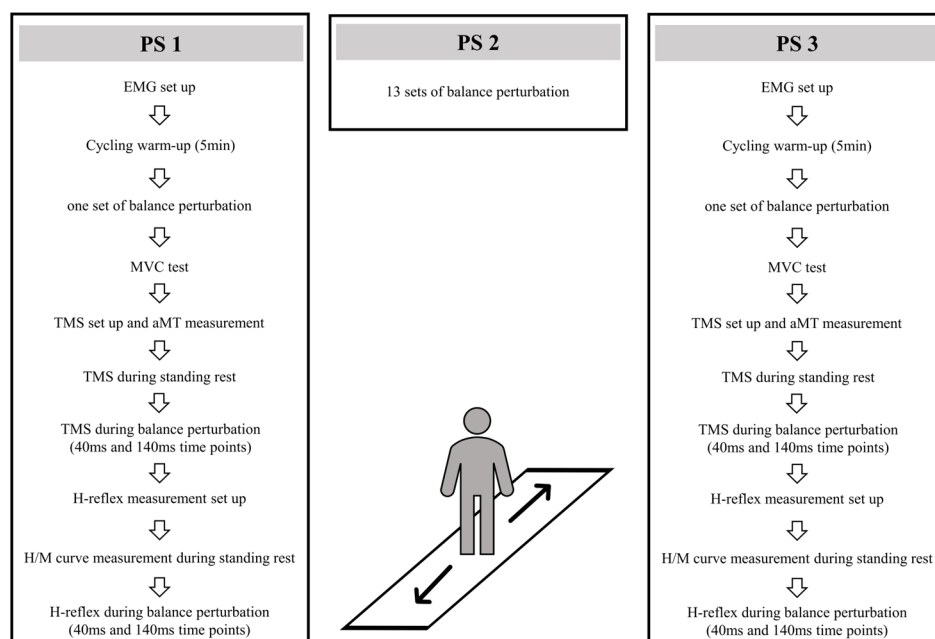 PS 1
EMG set up
Cycling warm-up (5min)
one set of balance perturbation
MVC test
TMS set up and aMT measurement
TMS during standing rest
TMS during balance perturbation
(40ms and 140ms time points)
H-reflex measurement set up
H/M curve measurement during standing rest
H-reflex during balance perturbation
(40ms and 140ms time points)
PS 2
13 sets of balance perturbation
PS 3
EMG set up
Cycling warm-up (5min)
one set of balance perturbation
MVC test
TMS set up and aMT measurement
TMS during standing rest
TMS during balance perturbation
(40ms and 140ms time points)
H-reflex measurement set up
H/M curve measurement during standing rest
H-reflex during balance perturbation
(40ms and 140ms time points)